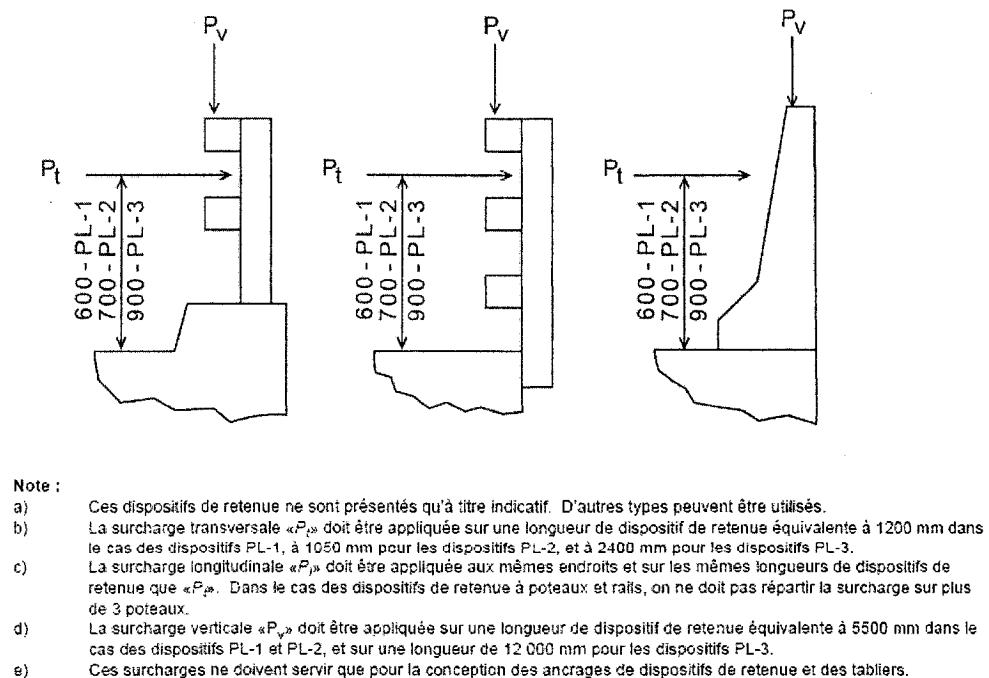 Pv Pv Pv
Pt Pt Pt
600-PL-1
700-PL-2
900-PL-3
600-PL-1
700-PL-2
900-PL-3
600-PL-1
700-PL-2
900-PL-3
Note :
a) Ces dispositifs de retenue ne sont présentés qu'à titre indicatif. D'autres types peuvent être utilisés.
b) La surcharge transversale «Pt» doit être appliquée sur une longueur de dispositif de retenue équivalente à 1200 mm dans
le cas des dispositifs PL-1, à 1050 mm pour les dispositifs PL-2, et à 2400 mm pour les dispositifs PL-3.
c) La surcharge longitudinale «Pl» doit être appliquée aux mêmes endroits et sur les mêmes longueurs de dispositifs de
retenue que «Pt». Dans le cas des dispositifs de retenue à poteaux et rails, on ne doit pas répartir la surcharge sur plus
de 3 poteaux.
d) La surcharge verticale «Pv» doit être appliquée sur une longueur de dispositif de retenue équivalente à 5500 mm dans le
cas des dispositifs PL-1 et PL-2, et sur une longueur de 12 000 mm pour les dispositifs PL-3.
e) Ces surcharges ne doivent servir que pour la conception des ancrages de dispositifs de retenue et des tabliers.